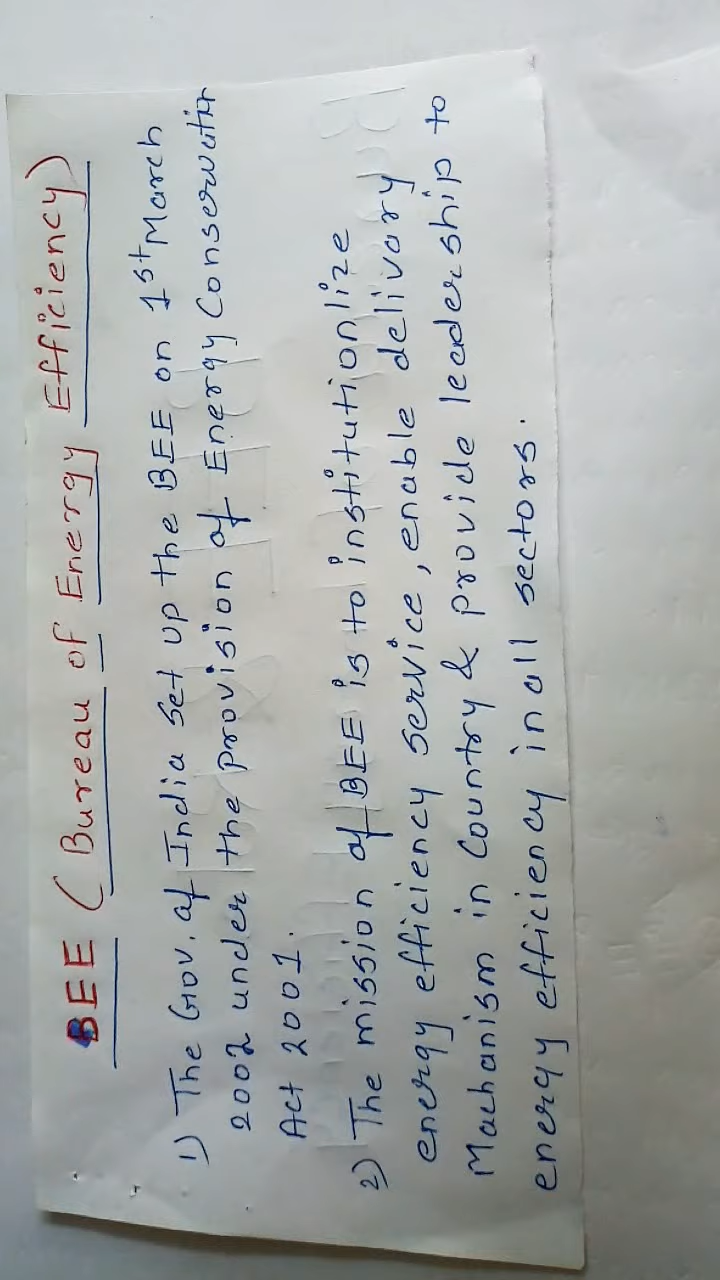 BEE (Bureau of Energy Efficiency)
1) The Gov. of India set up the BEE on 1st March
2002 under the provision of Energy Conservation
Act 2001.
2) The mission of BEE is to institutionlize
energy efficiency service, enable delivary
Machanism in Country & provide leadership to
energy efficiency in all sectors.